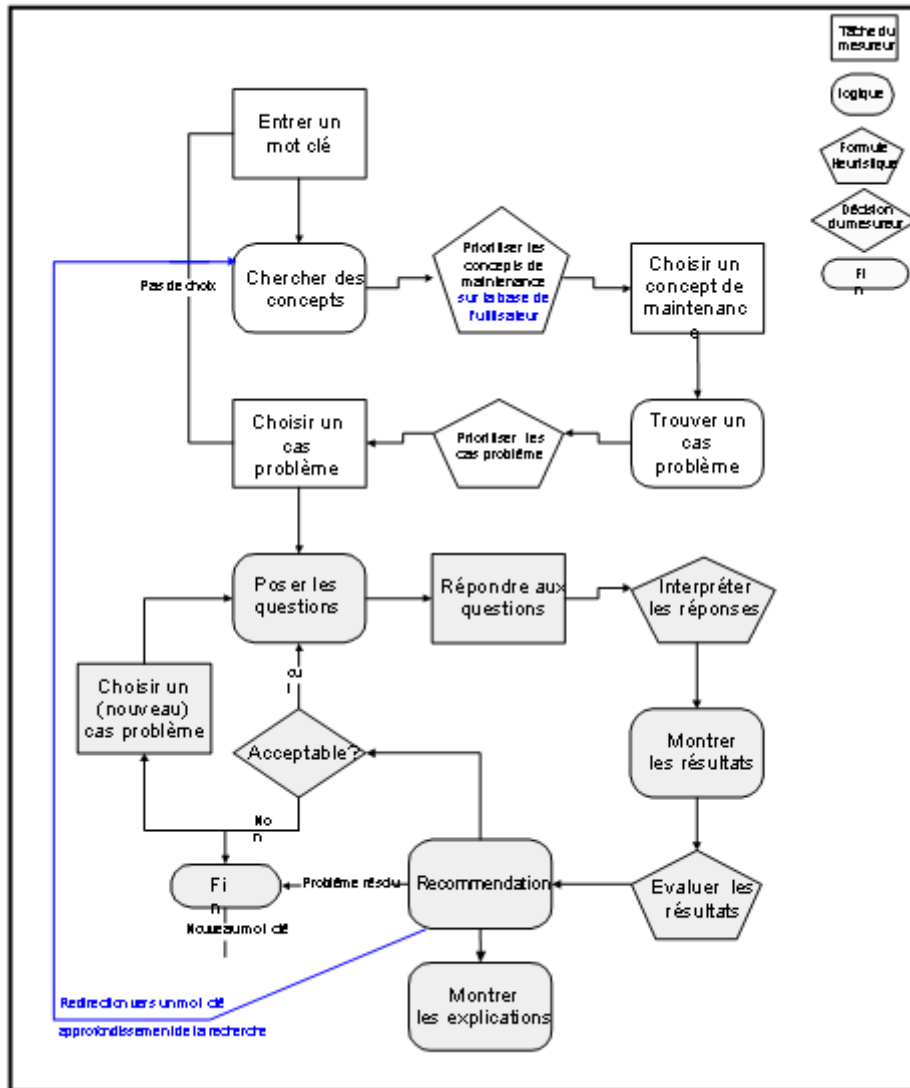 Tâche du
mesureur
logique
Formule
Heuristique
Décision
du mesureur
Fi
n
Entrer un
mot clé
Chercher des
concepts
Pas de choix
Prioritiser les
concepts de
maintenance
sur la base de
l'utilisateur
Choisir un
concept de
maintenanc
e
Choisir un
cas
problème
Prioritiser les
cas problème
Trouver un
cas
problème
Poser les
questions
Répondre aux
questions
Interpréter
les réponses
Ou
i
Choisir un
(nouveau)
cas problème
Acceptable?
Montrer
les résultats
No
n
Fi
n
Problème résolu
Recommendation
Evaluer les
résultats
Nouveau mot clé
Montrer
les explications
Redirection vers un mot clé
approfondissement de la recherche